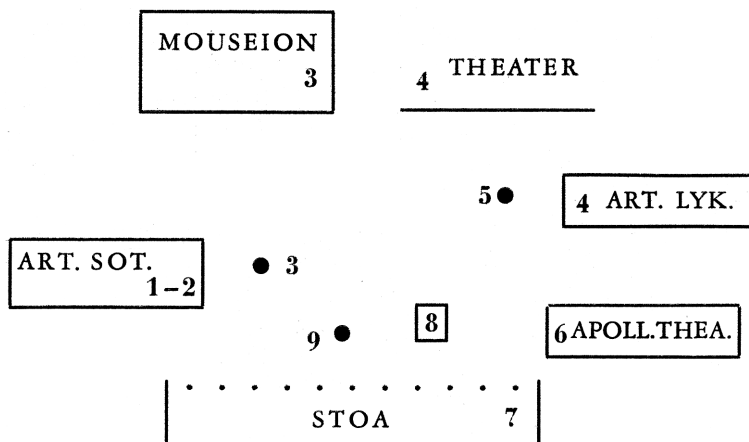 MOUSEION
3
4 THEATER
5
4 ART. LYK.
ART. SOT.
1-2
3
9
8
6 APOLL. THEA.
STOA 7